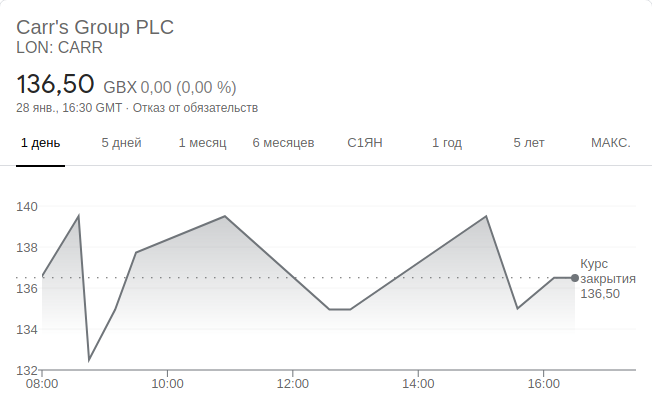 Carr's Group PLC
LON: CARR
136,50 GBX 0,00 (0,00 %)
28 янв., 16:30 GMT · Отказ от обязательств
1 день 5 дней 1 месяц 6 месяцев С1ЯН 1 год 5 лет МАКС.
140
138
136
134
132
Курс
закрытия
136,50
08:00 10:00 12:00 14:00 16:00